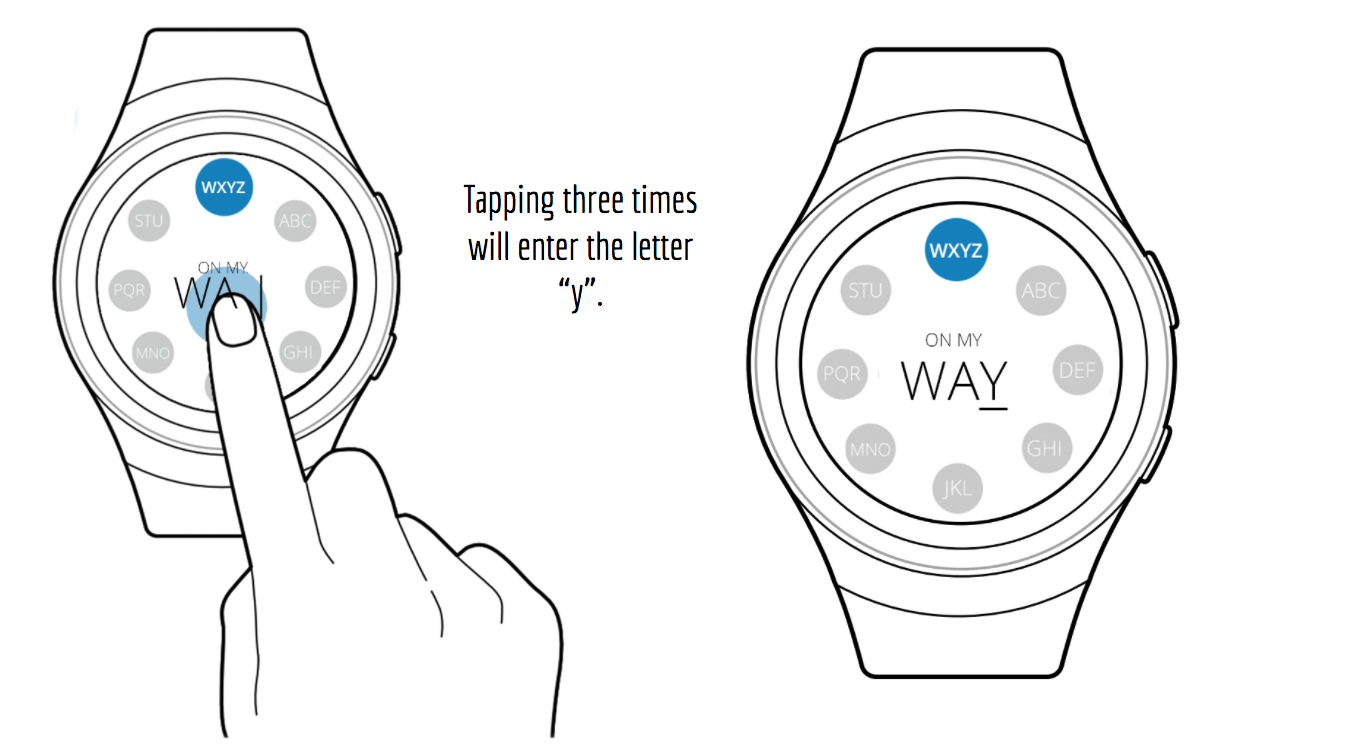 WXYZ
STU
ABC
ON MY
WA
PQR
DEF
MNO
GHI
Tapping three times
will enter the letter
“y”.
WXYZ
STU
ABC
ON MY
WAY
PQR
DEF
MNO
GHI
JKL